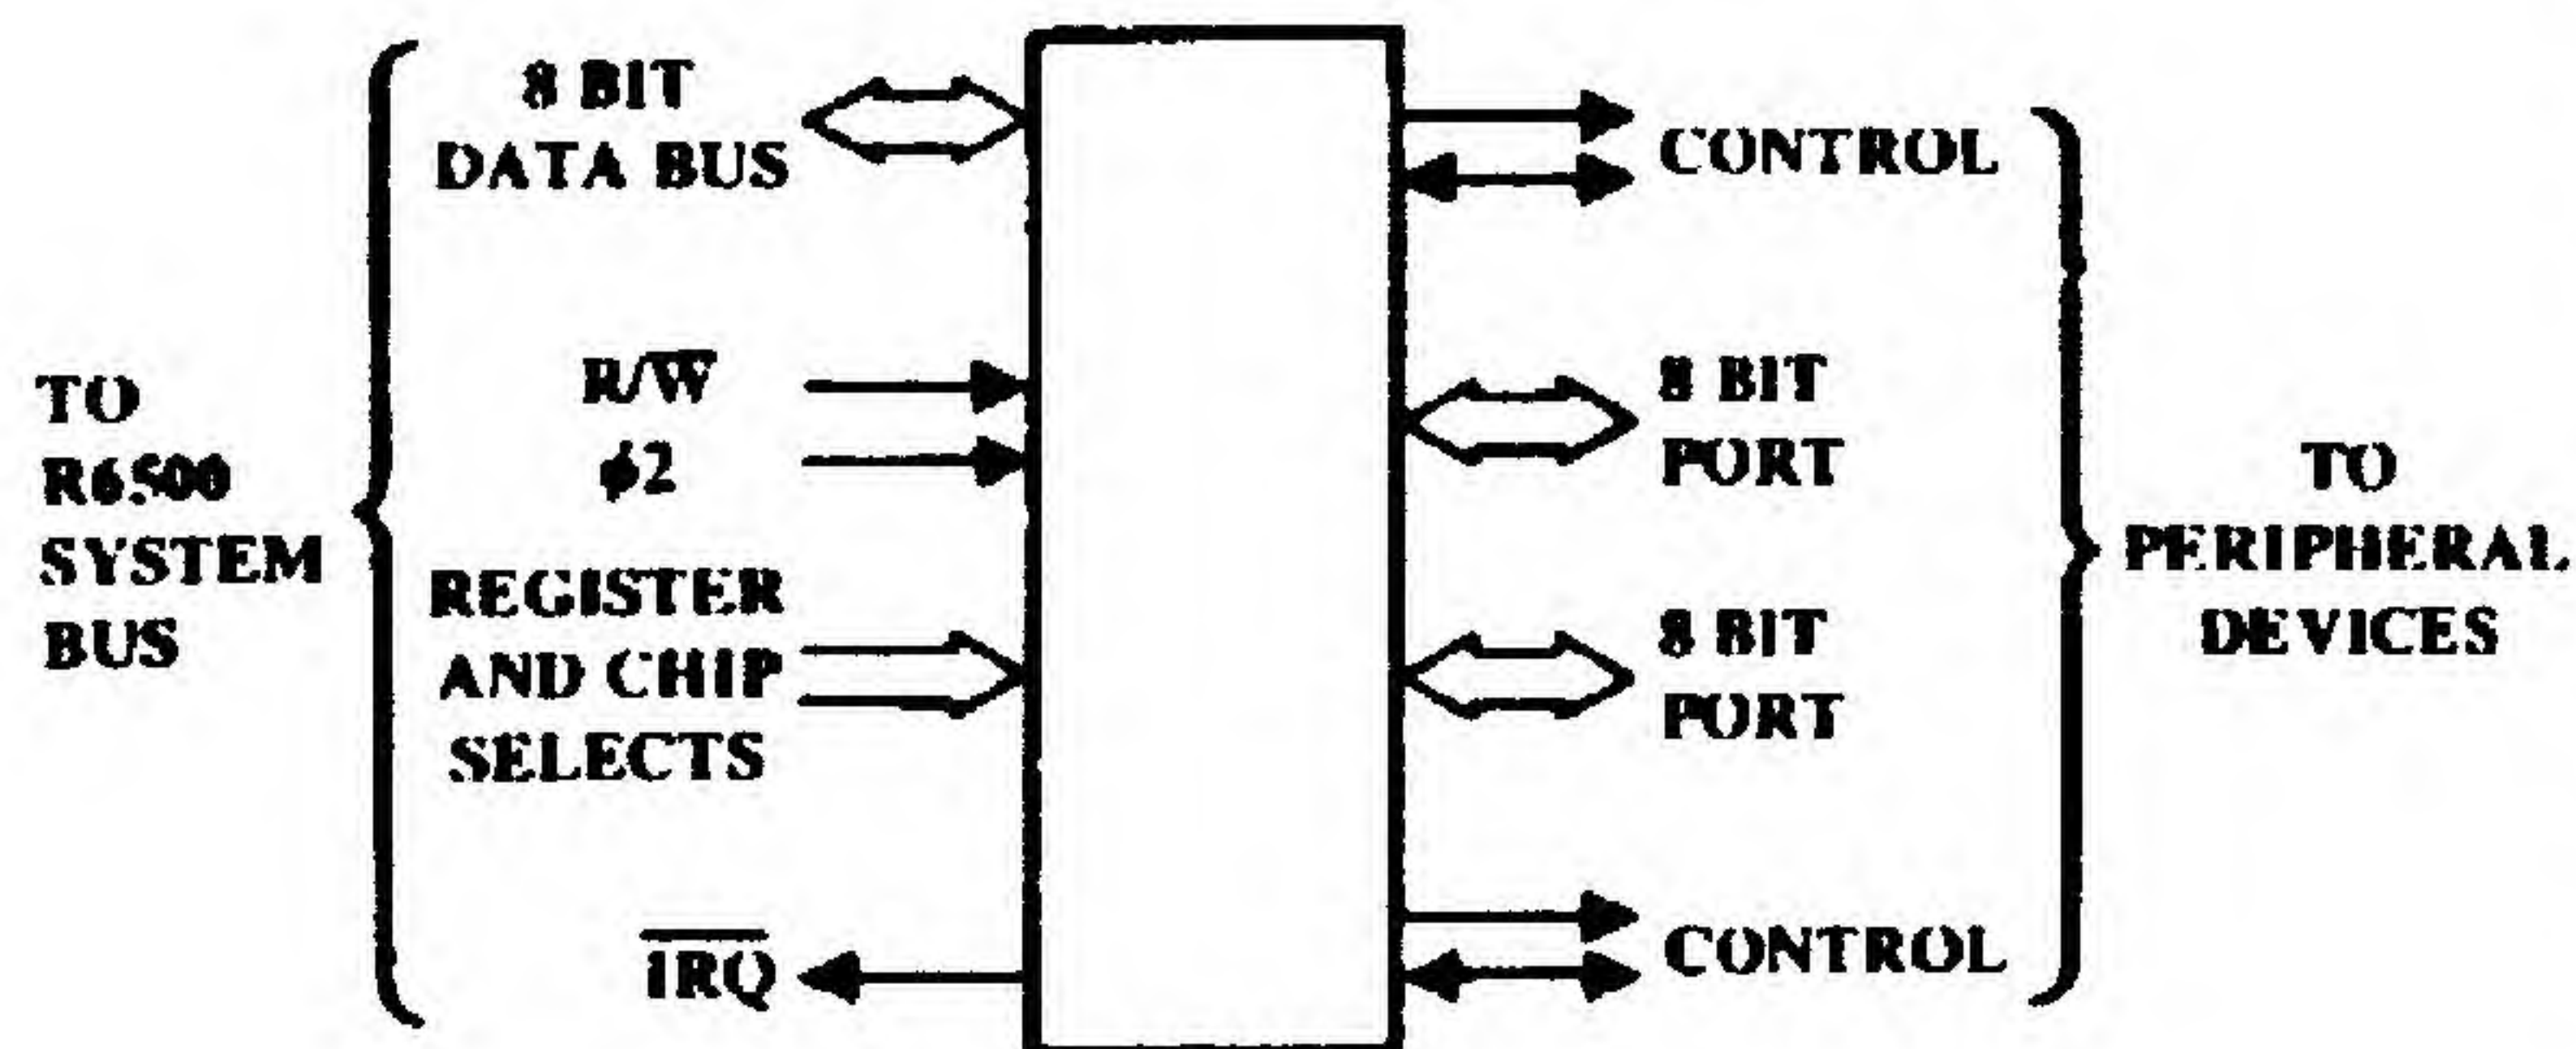 TO
R6500
SYSTEM
BUS
8 BIT
DATA BUS
R/W̅
ϕ2
REGISTER
AND CHIP
SELECTS
I̅R̅Q̅
CONTROL
8 BIT
PORT
8 BIT
PORT
CONTROL
TO
PERIPHERAL
DEVICES